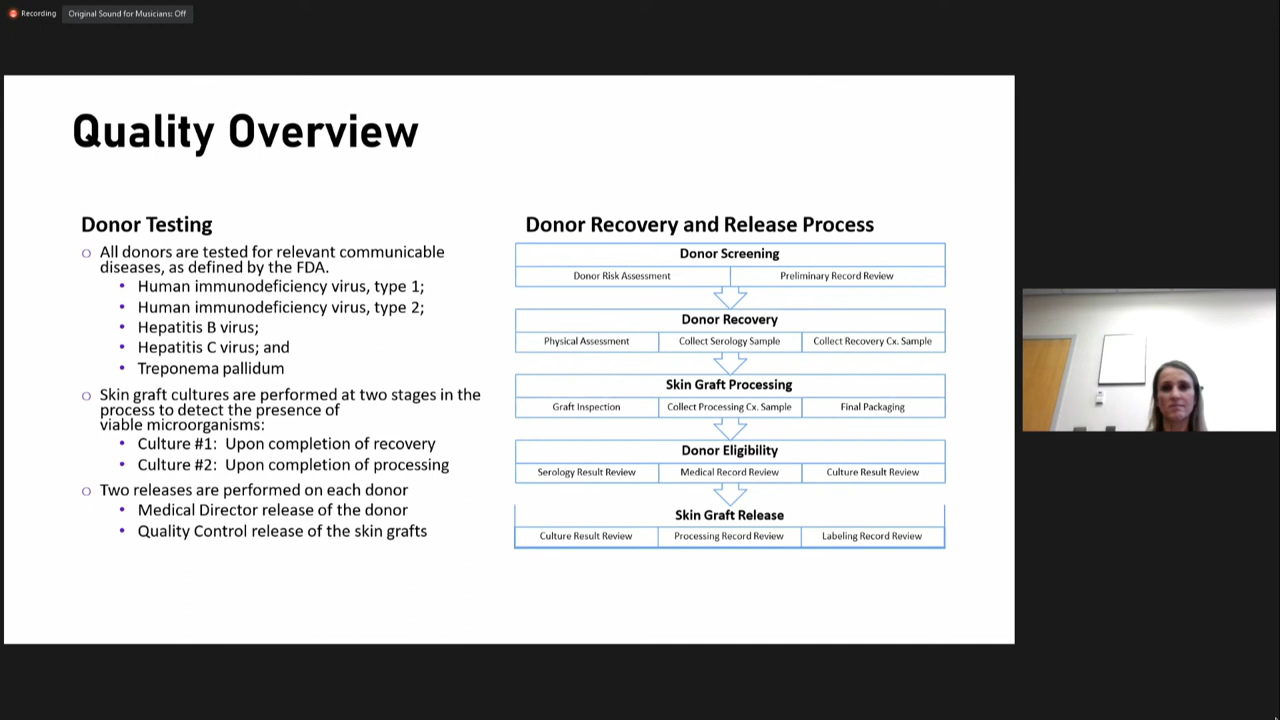 Recording
Original Sound for Musicians: Off
Quality Overview
Donor Testing
All donors are tested for relevant communicable
diseases, as defined by the FDA.
Human immunodeficiency virus, type 1;
Human immunodeficiency virus, type 2;
Hepatitis B virus;
Hepatitis C virus; and
Treponema pallidum
Skin graft cultures are performed at two stages in the
process to detect the presence of
viable microorganisms:
Culture #1: Upon completion of recovery
Culture #2: Upon completion of processing
Two releases are performed on each donor
Medical Director release of the donor
Quality Control release of the skin grafts
Donor Recovery and Release Process
Donor Screening
Donor Risk Assessment
Preliminary Record Review
Donor Recovery
Physical Assessment
Collect Serology Sample
Collect Recovery Cx. Sample
Skin Graft Processing
Graft Inspection
Collect Processing Cx. Sample
Final Packaging
Donor Eligibility
Serology Result Review
Medical Record Review
Culture Result Review
Skin Graft Release
Culture Result Review
Processing Record Review
Labeling Record Review